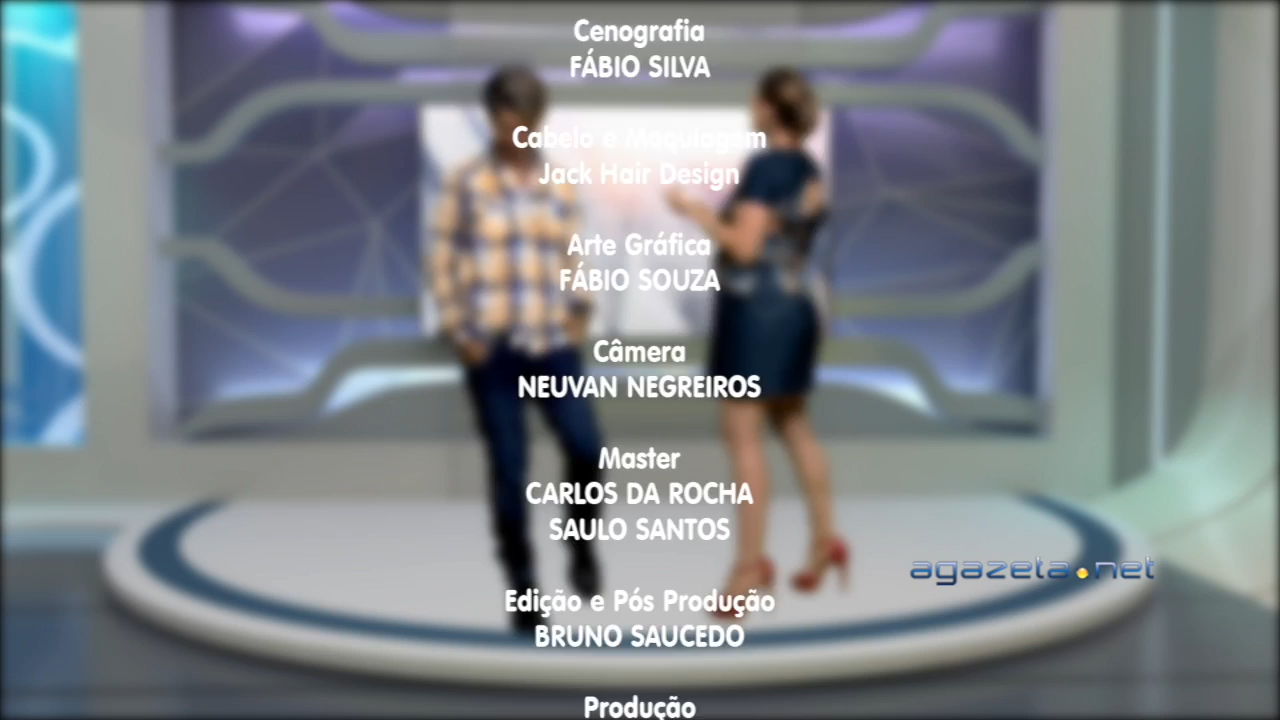 Cenografia
FÁBIO SILVA
Cabelo e Maquiagem
Jack Hair Design
Arte Gráfica
FÁBIO SOUZA
Câmera
NEUVAN NEGREIROS
Master
CARLOS DA ROCHA
SAULO SANTOS
agazeta.net
Edição e Pós Produção
BRUNO SAUCEDO
Produção